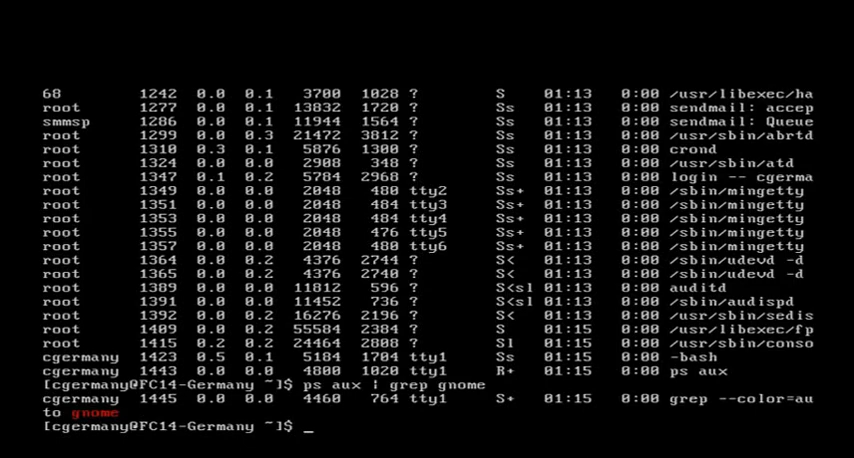 68 1242 0.0 0.1 3700 1028 ? S 01:13 0:00 /usr/libexec/ha
root 1277 0.0 0.1 13832 1720 ? Ss 01:13 0:00 sendmail: accep
smmsp 1286 0.0 0.1 11944 1564 ? Ss 01:13 0:00 sendmail: Queue
root 1299 0.0 0.3 21472 3812 ? Ss 01:13 0:00 /usr/sbin/abrtd
root 1310 0.3 0.1 5876 1300 ? Ss 01:13 0:00 crond
root 1324 0.0 0.0 2908 348 ? Ss 01:13 0:00 /usr/sbin/atd
root 1347 0.1 0.2 5784 2968 ? Ss 01:13 0:00 login -- cgerma
root 1349 0.0 0.0 2048 480 tty2 Ss+ 01:13 0:00 /sbin/mingetty
root 1351 0.0 0.0 2048 484 tty3 Ss+ 01:13 0:00 /sbin/mingetty
root 1353 0.0 0.0 2048 484 tty4 Ss+ 01:13 0:00 /sbin/mingetty
root 1355 0.0 0.0 2048 476 tty5 Ss+ 01:13 0:00 /sbin/mingetty
root 1357 0.0 0.0 2048 480 tty6 Ss+ 01:13 0:00 /sbin/mingetty
root 1364 0.0 0.2 4376 2744 ? S< 01:13 0:00 /sbin/udevd -d
root 1365 0.0 0.2 4376 2740 ? S< 01:13 0:00 /sbin/udevd -d
root 1389 0.0 0.0 11812 596 ? S<sl 01:13 0:00 auditd
root 1391 0.0 0.0 11452 736 ? S<sl 01:13 0:00 /sbin/audispd
root 1392 0.0 0.2 16276 2196 ? S< 01:13 0:00 /usr/sbin/sedis
root 1409 0.0 0.2 55584 2384 ? S 01:15 0:00 /usr/libexec/fp
root 1415 0.2 0.2 24464 2808 ? Sl 01:15 0:00 /usr/sbin/conso
cgermany 1423 0.5 0.1 5184 1704 tty1 Ss 01:15 0:00 -bash
cgermany 1443 0.0 0.0 4800 1020 tty1 R+ 01:15 0:00 ps aux
[cgermany@FC14-Germany ~]$ ps aux | grep gnome
cgermany 1445 0.0 0.0 4460 764 tty1 S+ 01:15 0:00 grep --color=au
to gnome
[cgermany@FC14-Germany ~]$ _